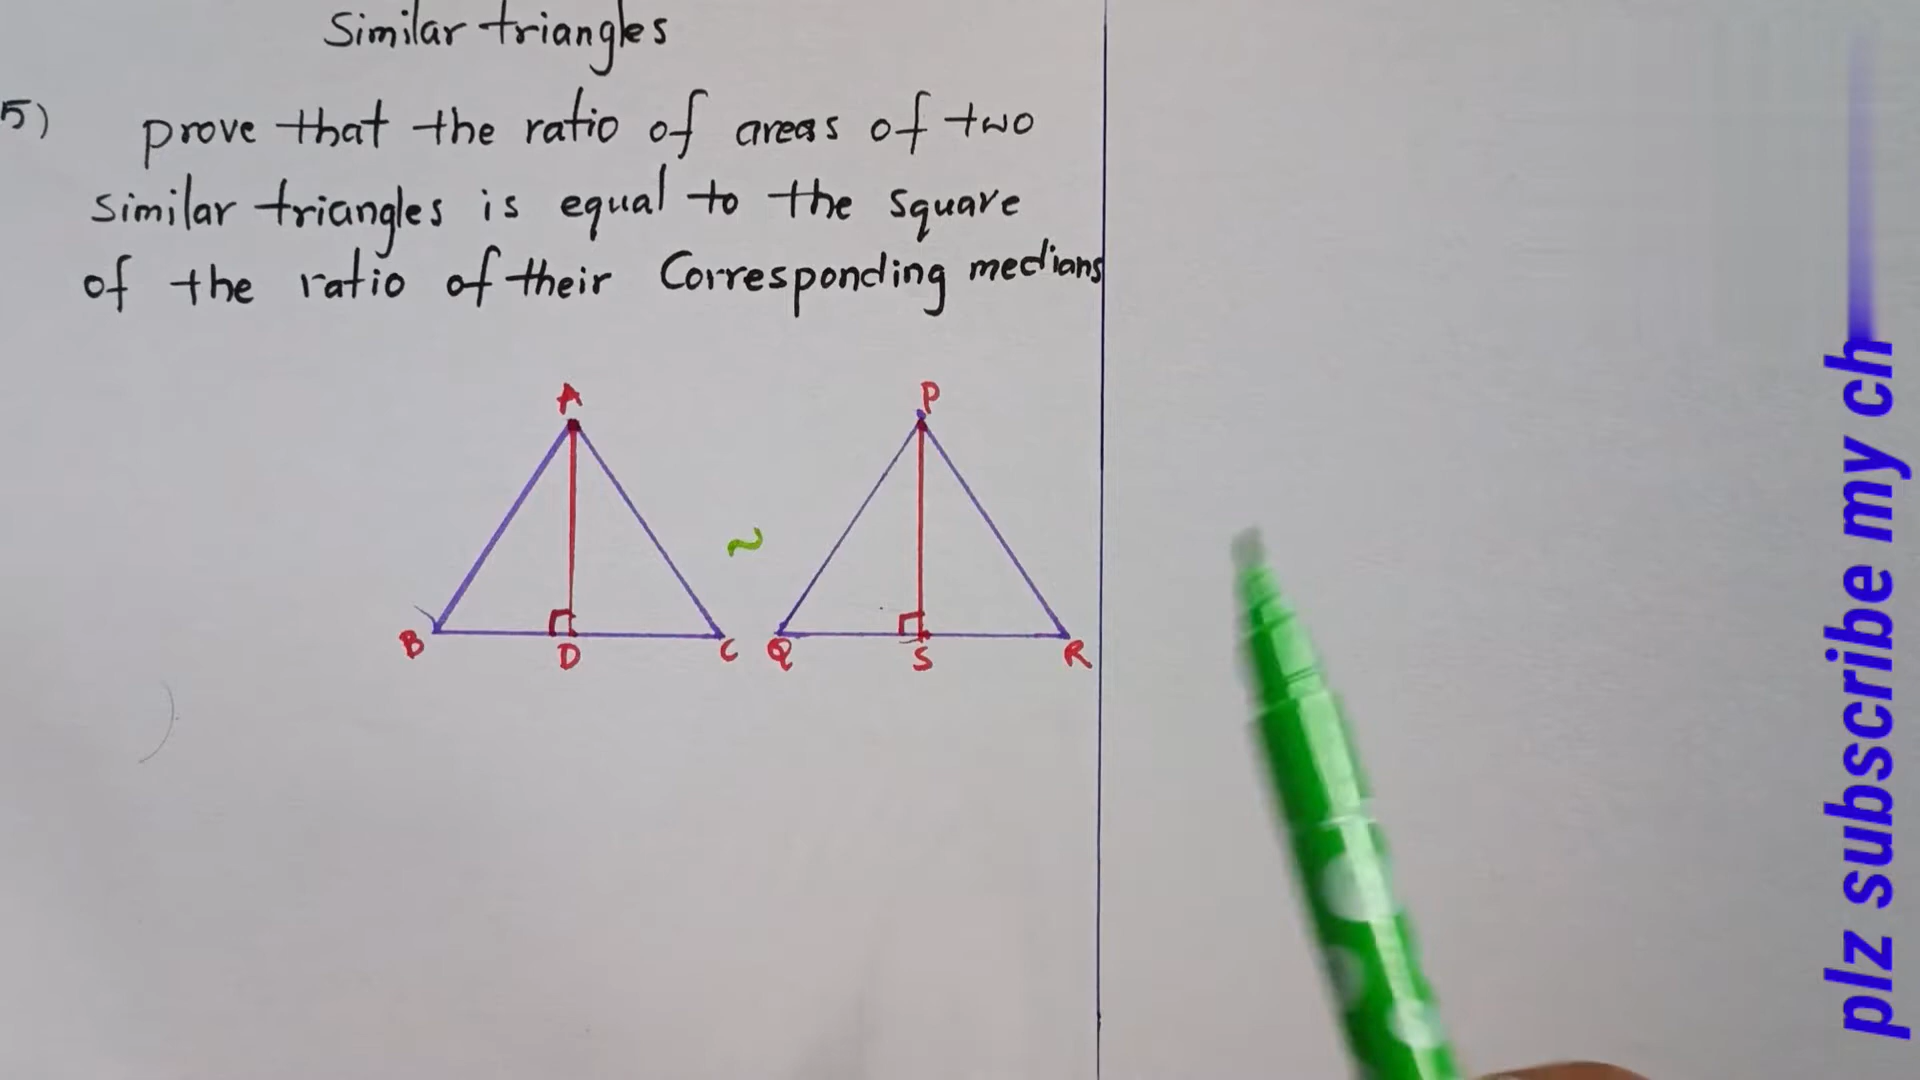 Similar triangles
5) prove that the ratio of areas of two
similar triangles is equal to the square
of the ratio of their Corresponding medians
A P
~
B D C Q S R
plz subscribe my ch